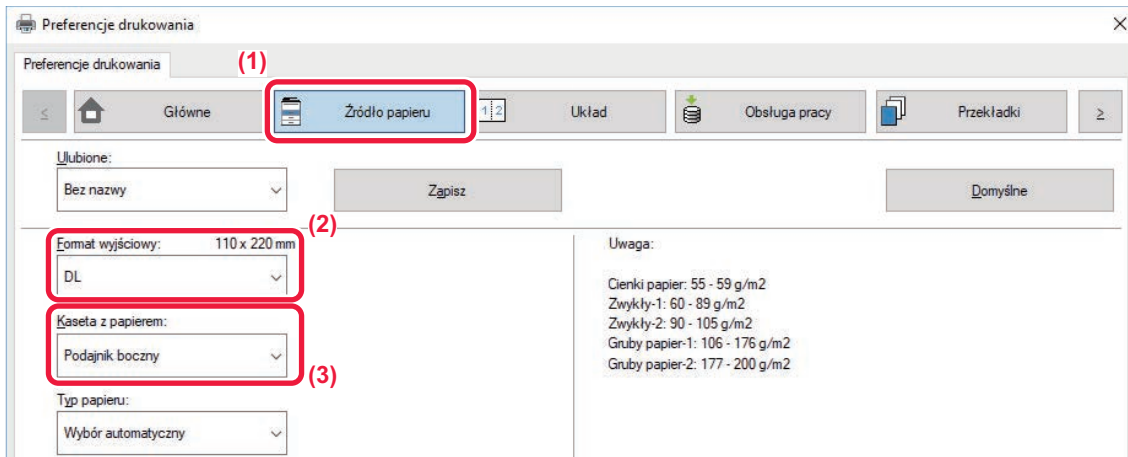 Preferencje drukowania
Preferencje drukowania
(1)
≤
Główne
Źródło papieru
1 2
Układ
Obsługa pracy
Przekładki
≥
Ulubione:
Bez nazwy
Zapisz
Domyślne
(2)
Format wyjściowy: 110 x 220 mm
DL
Kaseta z papierem:
Podajnik boczny
(3)
Typ papieru:
Wybór automatyczny
Uwaga:
Cienki papier: 55 - 59 g/m2
Zwykły-1: 60 - 89 g/m2
Zwykły-2: 90 - 105 g/m2
Gruby papier-1: 106 - 176 g/m2
Gruby papier-2: 177 - 200 g/m2